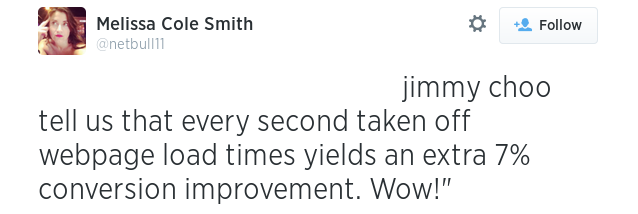 Melissa Cole Smith
@netbull11
Follow
jimmy choo
tell us that every second taken off
webpage load times yields an extra 7%
conversion improvement. Wow!"